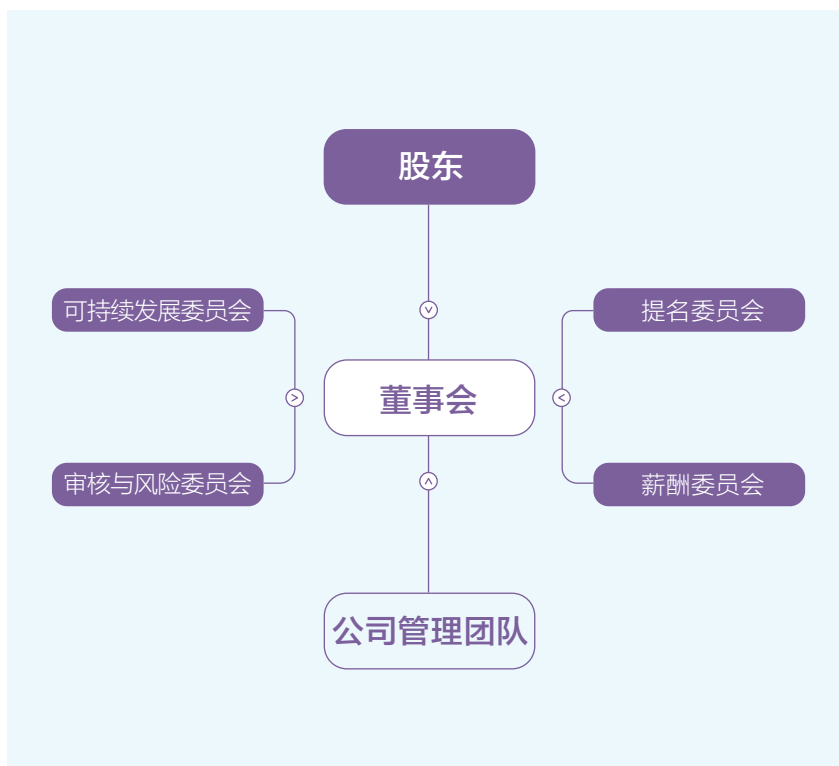 股东
可持续发展委员会
提名委员会
董事会
审核与风险委员会
薪酬委员会
公司管理团队